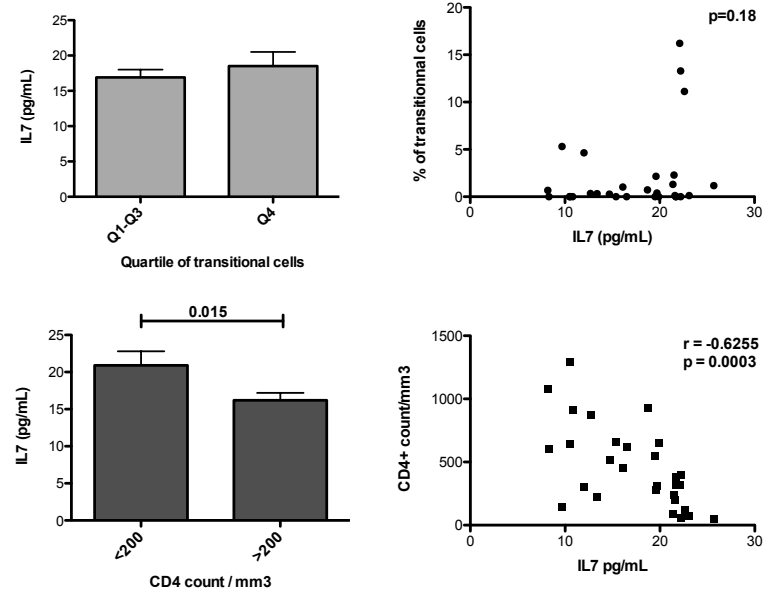 25
20
15
10
5
0
IL7 (pg/mL)
Q1-Q3
Q4
Quartile of transitional cells
20
15
10
5
0
% of transitionnal cells
p=0.18
0
10
20
30
IL7 (pg/mL)
0.015
25
20
15
10
5
0
IL7 (pg/mL)
<200
>200
CD4 count / mm3
1500
1000
500
0
CD4+ count/mm3
r = -0.6255
p = 0.0003
0
10
20
30
IL7 pg/mL